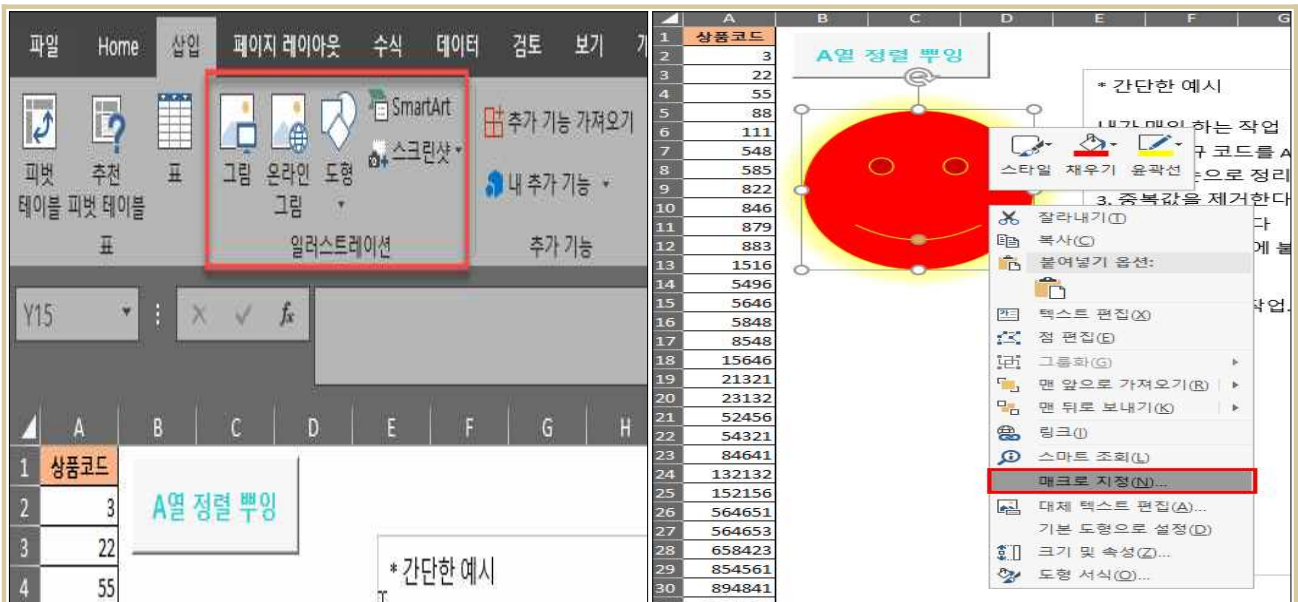 파일 Home 삽입 페이지 레이아웃 수식 데이터 검토 보기
피벗 테이블
추천 피벗 테이블
표
표
그림
온라인 그림
도형
SmartArt
스크린샷
일러스트레이션
추가 기능 가져오기
내 추가 기능
추가 기능
Y15
fx
A B C D E F G H
1 상품코드
2 3
3 22
4 55
A열 정렬 뿌잉
* 간단한 예시
A B C D E F G
1 상품코드
2 3
3 22
4 55
5 88
6 111
7 548
8 585
9 822
10 846
11 879
12 883
13 1516
14 5496
15 5646
16 5848
17 8548
18 15646
19 21321
20 23132
21 52456
22 54321
23 84641
24 132132
25 152156
26 564651
27 564653
28 658423
29 854561
30 894841
A열 정렬 뿌잉
* 간단한 예시
하는 작업
코드를 A
으로 정리
3. 중복값을 제거한다
스타일 채우기 윤곽선
잘라내기(T)
복사(C)
붙여넣기 옵션:
텍스트 편집(X)
점 편집(E)
그룹화(G)
맨 앞으로 가져오기(R)
맨 뒤로 보내기(K)
링크(I)
스마트 조회(L)
매크로 지정(N)...
대체 텍스트 편집(A)...
기본 도형으로 설정(D)
크기 및 속성(Z)...
도형 서식(O)...